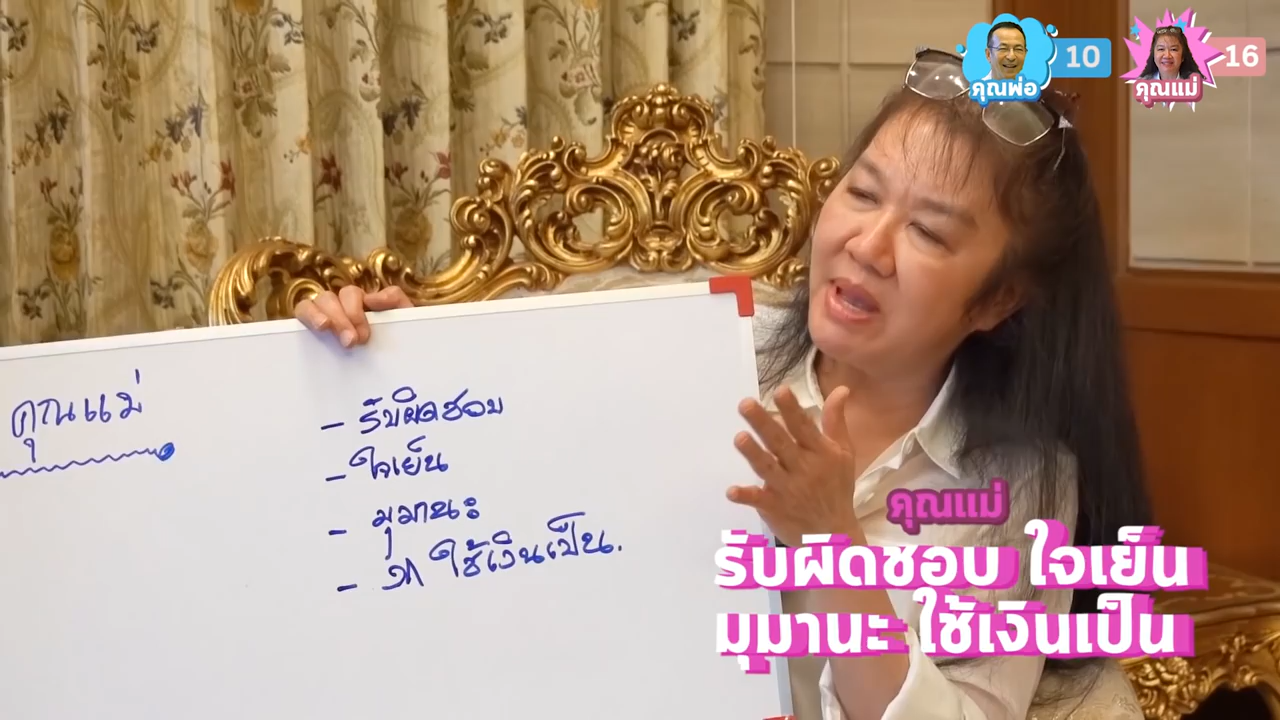 คุณพ่อ 10
คุณแม่ 16
คุณแม่
- รับผิดชอบ
- ใจเย็น
- มุมานะ
- ใช้เงินเป็น.
คุณแม่
รับผิดชอบ ใจเย็น
มุมานะ ใช้เงินเป็น